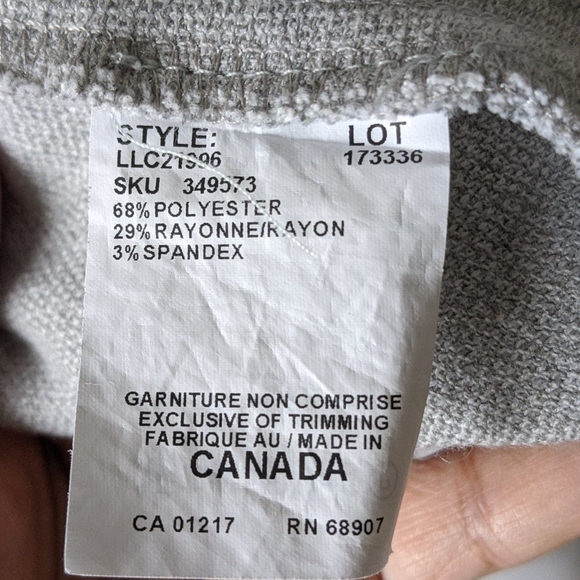 STYLE: LOT
LLC21996 173336
SKU 349573
68% POLYESTER
29% RAYONNE/RAYON
3% SPANDEX
GARNITURE NON COMPRISE
EXCLUSIVE OF TRIMMING
FABRIQUE AU / MADE IN
CANADA
CA 01217 RN 68907